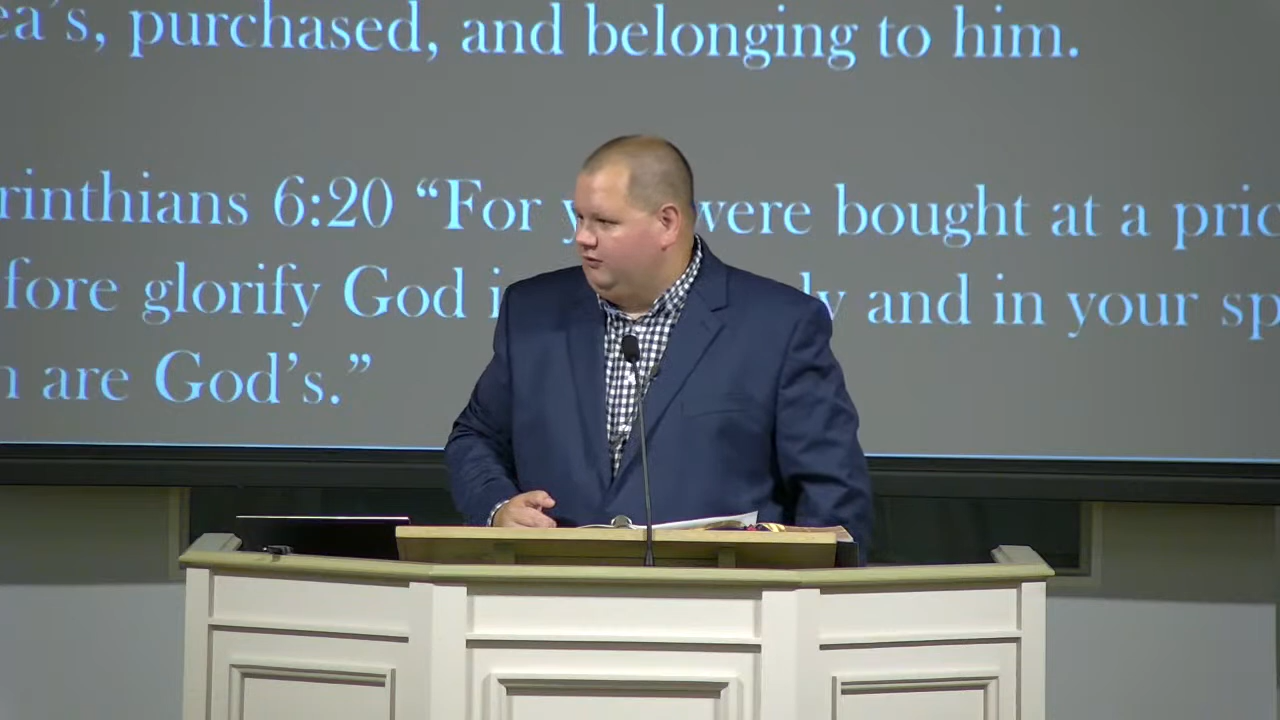 ea's, purchased, and belonging to him.
rinthians 6:20 “For y were bought at a pric
fore glorify God i y and in your sp
are God’s.”